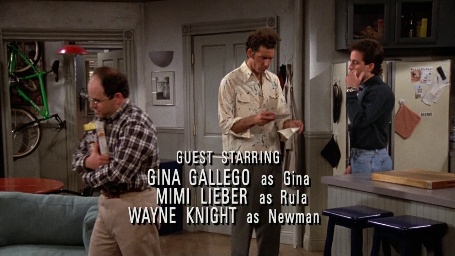 GUEST STARRING
GINA GALLEGO as Gina
MIMI LIEBER as Rula
WAYNE KNIGHT as Newman